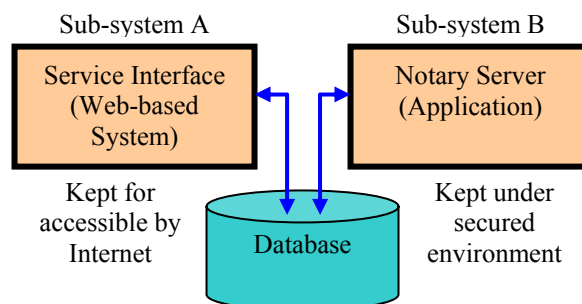 Sub-system A
Service Interface
(Web-based
System)
Kept for
accessible by
Internet
Sub-system B
Notary Server
(Application)
Kept under
secured
environment
Database